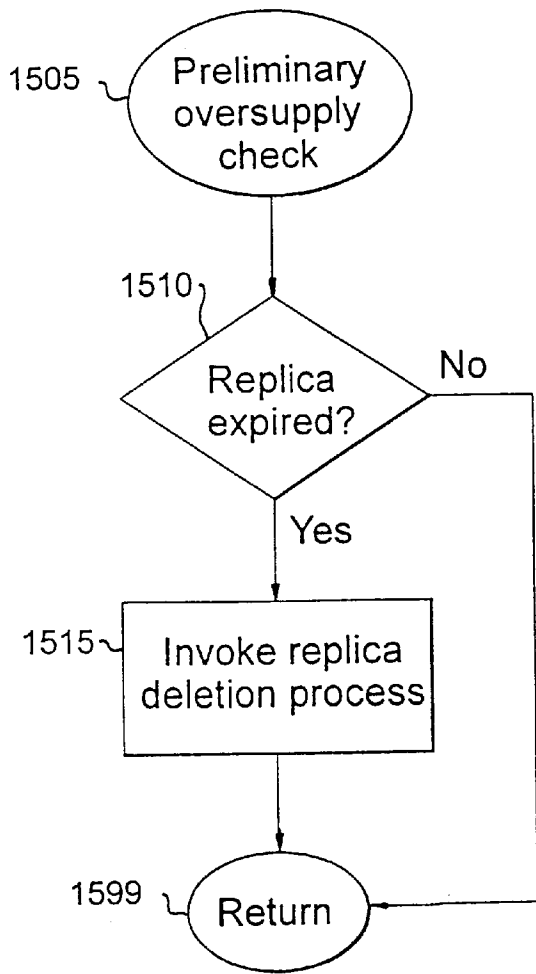 1505
Preliminary
oversupply
check
1510
Replica
expired?
No
Yes
1515
Invoke replica
deletion process
1599
Return